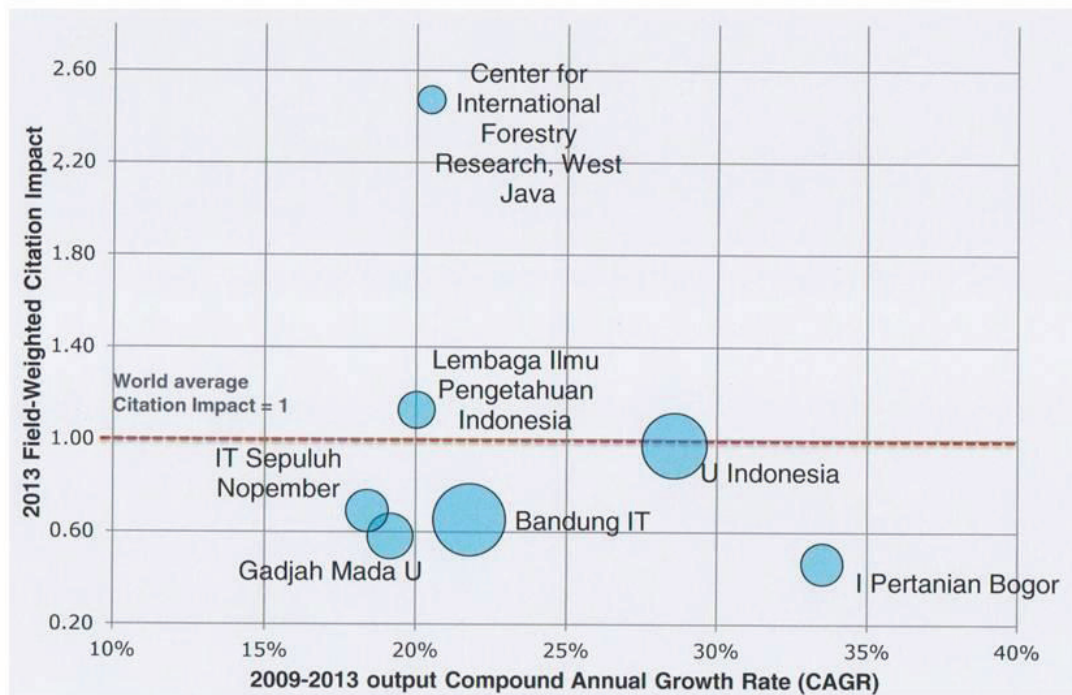 2013 Field-Weighted Citation Impact
2.60
2.20
1.80
1.40
1.00
0.60
0.20
Center for
International
Forestry
Research, West
Java
Lembaga Ilmu
Pengetahuan
Indonesia
World average
Citation Impact = 1
IT Sepuluh
Nopember
U Indonesia
Bandung IT
Gadjah Mada U
I Pertanian Bogor
10%
15%
20%
25%
30%
35%
40%
2009-2013 output Compound Annual Growth Rate (CAGR)